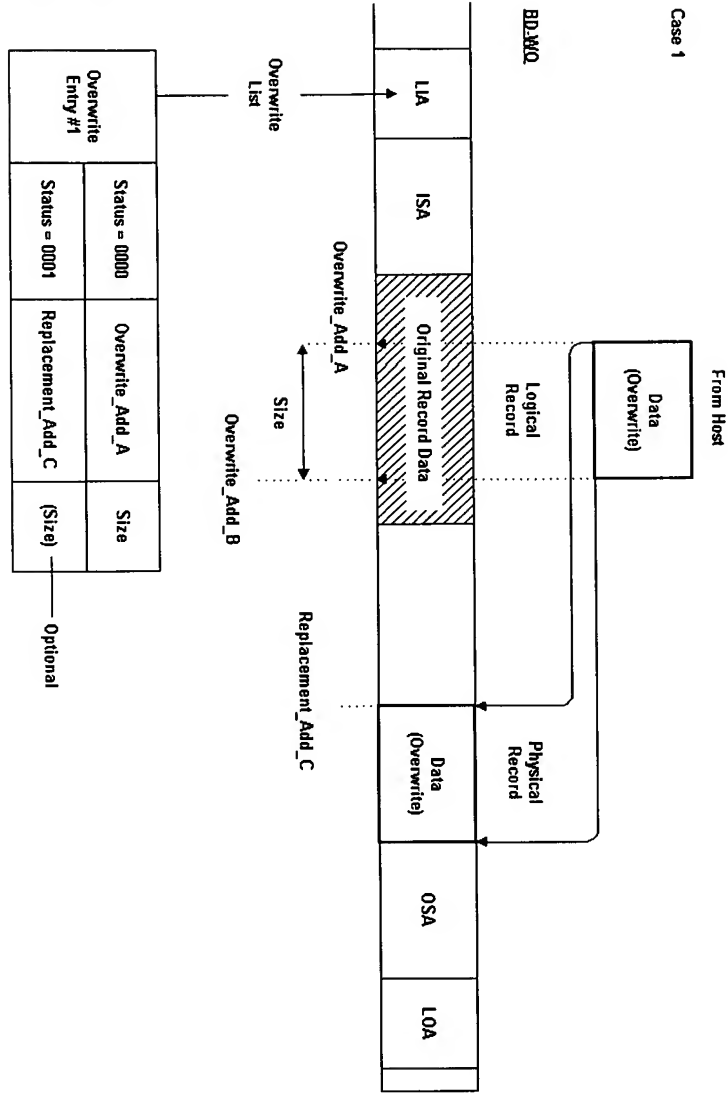 Case 1
From Host
BD-WO
Data
(Overwrite)
Logical
Record
Physical
Record
LIA
ISA
Original Record Data
Data
(Overwrite)
OSA
LOA
Overwrite_Add_A
Size
Overwrite_Add_B
Replacement_Add_C
Overwrite
List
Overwrite
Entry #1
Status = 0000
Overwrite_Add_A
Size
Status = 0001
Replacement_Add_C
(Size)
Optional